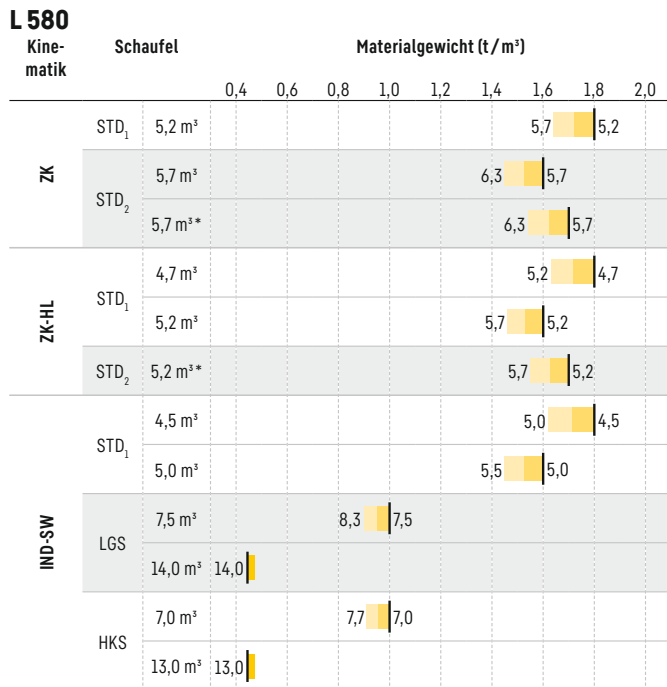 L 580
Kine-
matik
Schaufel
Materialgewicht (t / m³)
0,4 0,6 0,8 1,0 1,2 1,4 1,6 1,8 2,0
ZK
STD₁ 5,2 m³ 5,7 5,2
STD₂
5,7 m³ 6,3 5,7
5,7 m³ * 6,3 5,7
ZK-HL
STD₁
4,7 m³ 5,2 4,7
5,2 m³ 5,7 5,2
STD₂ 5,2 m³ * 5,7 5,2
IND-SW
STD₁
4,5 m³ 5,0 4,5
5,0 m³ 5,5 5,0
LGS
7,5 m³ 8,3 7,5
14,0 m³ 14,0
HKS
7,0 m³ 7,7 7,0
13,0 m³ 13,0